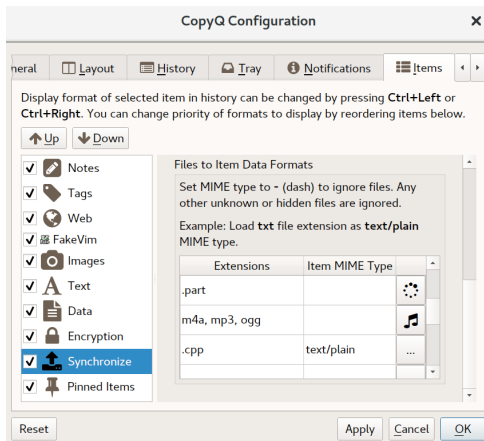 CopyQ Configuration
neral
Layout
History
Tray
Notifications
Items
Display format of selected item in history can be changed by pressing Ctrl+Left or
Ctrl+Right. You can change priority of formats to display by reordering items below.
Up
Down
Notes
Tags
Web
FakeVim
Images
Text
Data
Encryption
Synchronize
Pinned Items
Files to Item Data Formats
Set MIME type to - (dash) to ignore files. Any
other unknown or hidden files are ignored.
Example: Load txt file extension as text/plain
MIME type.
Extensions Item MIME Type
.part
m4a, mp3, ogg
.cpp text/plain ...
Reset
Apply
Cancel
OK